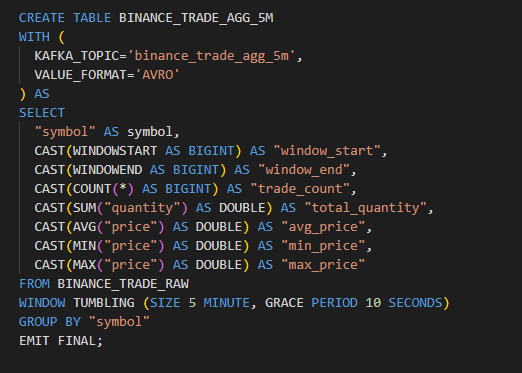 CREATE TABLE BINANCE_TRADE_AGG_5M
WITH (
  KAFKA_TOPIC='binance_trade_agg_5m',
  VALUE_FORMAT='AVRO'
) AS
SELECT
  "symbol" AS symbol,
  CAST(WINDOWSTART AS BIGINT) AS "window_start",
  CAST(WINDOWEND AS BIGINT) AS "window_end",
  CAST(COUNT(*) AS BIGINT) AS "trade_count",
  CAST(SUM("quantity") AS DOUBLE) AS "total_quantity",
  CAST(AVG("price") AS DOUBLE) AS "avg_price",
  CAST(MIN("price") AS DOUBLE) AS "min_price",
  CAST(MAX("price") AS DOUBLE) AS "max_price"
FROM BINANCE_TRADE_RAW
WINDOW TUMBLING (SIZE 5 MINUTE, GRACE PERIOD 10 SECONDS)
GROUP BY "symbol"
EMIT FINAL;